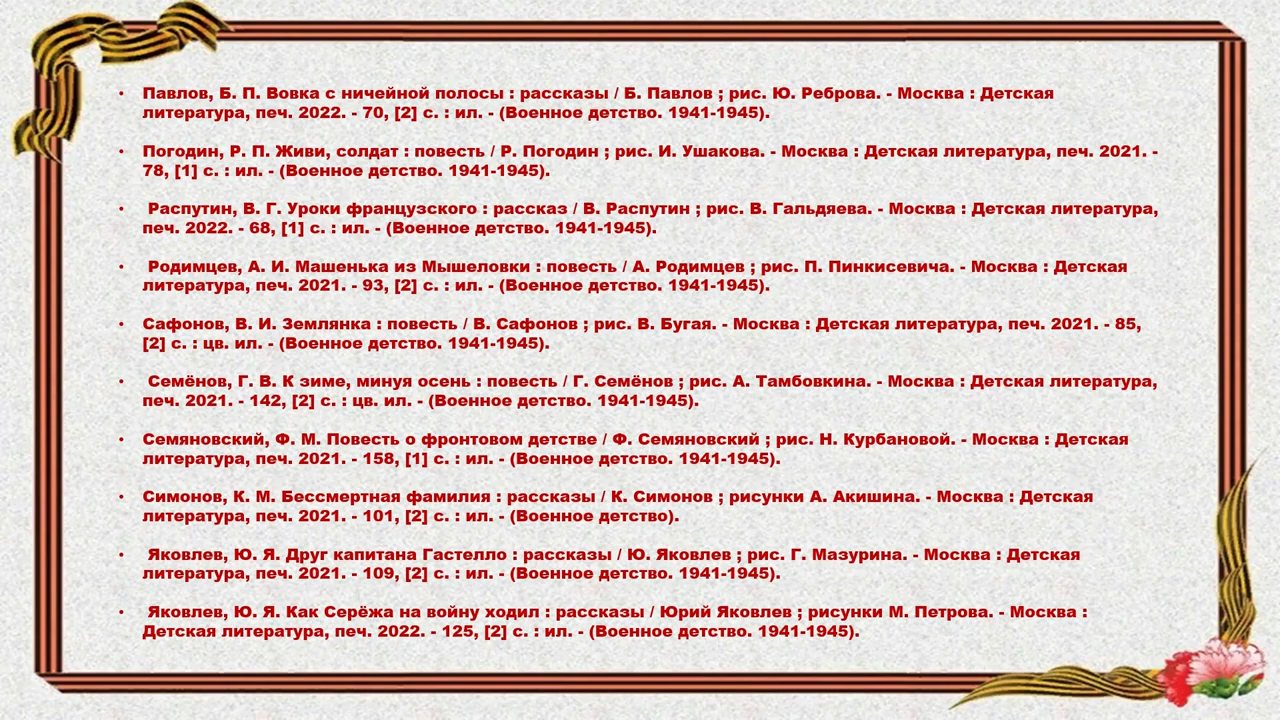 • Павлов, Б. П. Вовка с ничейной полосы : рассказы / Б. Павлов ; рис. Ю. Реброва. - Москва : Детская
литература, печ. 2022. - 70, [2] с. : ил. - (Военное детство. 1941-1945).
• Погодин, Р. П. Живи, солдат : повесть / Р. Погодин ; рис. И. Ушакова. - Москва : Детская литература, печ. 2021. -
78, [1] с. : ил. - (Военное детство. 1941-1945).
• Распутин, В. Г. Уроки французского : рассказ / В. Распутин ; рис. В. Гальдяева. - Москва : Детская литература,
печ. 2022. - 68, [1] с. : ил. - (Военное детство. 1941-1945).
• Родимцев, А. И. Машенька из Мышеловки : повесть / А. Родимцев ; рис. П. Пинкисевича. - Москва : Детская
литература, печ. 2021. - 93, [2] с. : ил. - (Военное детство. 1941-1945).
• Сафонов, В. И. Землянка : повесть / В. Сафонов ; рис. В. Бугая. - Москва : Детская литература, печ. 2021. - 85,
[2] с. : цв. ил. - (Военное детство. 1941-1945).
• Семёнов, Г. В. К зиме, минуя осень : повесть / Г. Семёнов ; рис. А. Тамбовкина. - Москва : Детская литература,
печ. 2021. - 142, [2] с. : цв. ил. - (Военное детство. 1941-1945).
• Семяновский, Ф. М. Повесть о фронтовом детстве / Ф. Семяновский ; рис. Н. Курбановой. - Москва : Детская
литература, печ. 2021. - 158, [1] с. : ил. - (Военное детство. 1941-1945).
• Симонов, К. М. Бессмертная фамилия : рассказы / К. Симонов ; рисунки А. Акишина. - Москва : Детская
литература, печ. 2021. - 101, [2] с. : ил. - (Военное детство).
• Яковлев, Ю. Я. Друг капитана Гастелло : рассказы / Ю. Яковлев ; рис. Г. Мазурина. - Москва : Детская
литература, печ. 2021. - 109, [2] с. : ил. - (Военное детство. 1941-1945).
• Яковлев, Ю. Я. Как Серёжа на войну ходил : рассказы / Юрий Яковлев ; рисунки М. Петрова. - Москва :
Детская литература, печ. 2022. - 125, [2] с. : ил. - (Военное детство. 1941-1945).